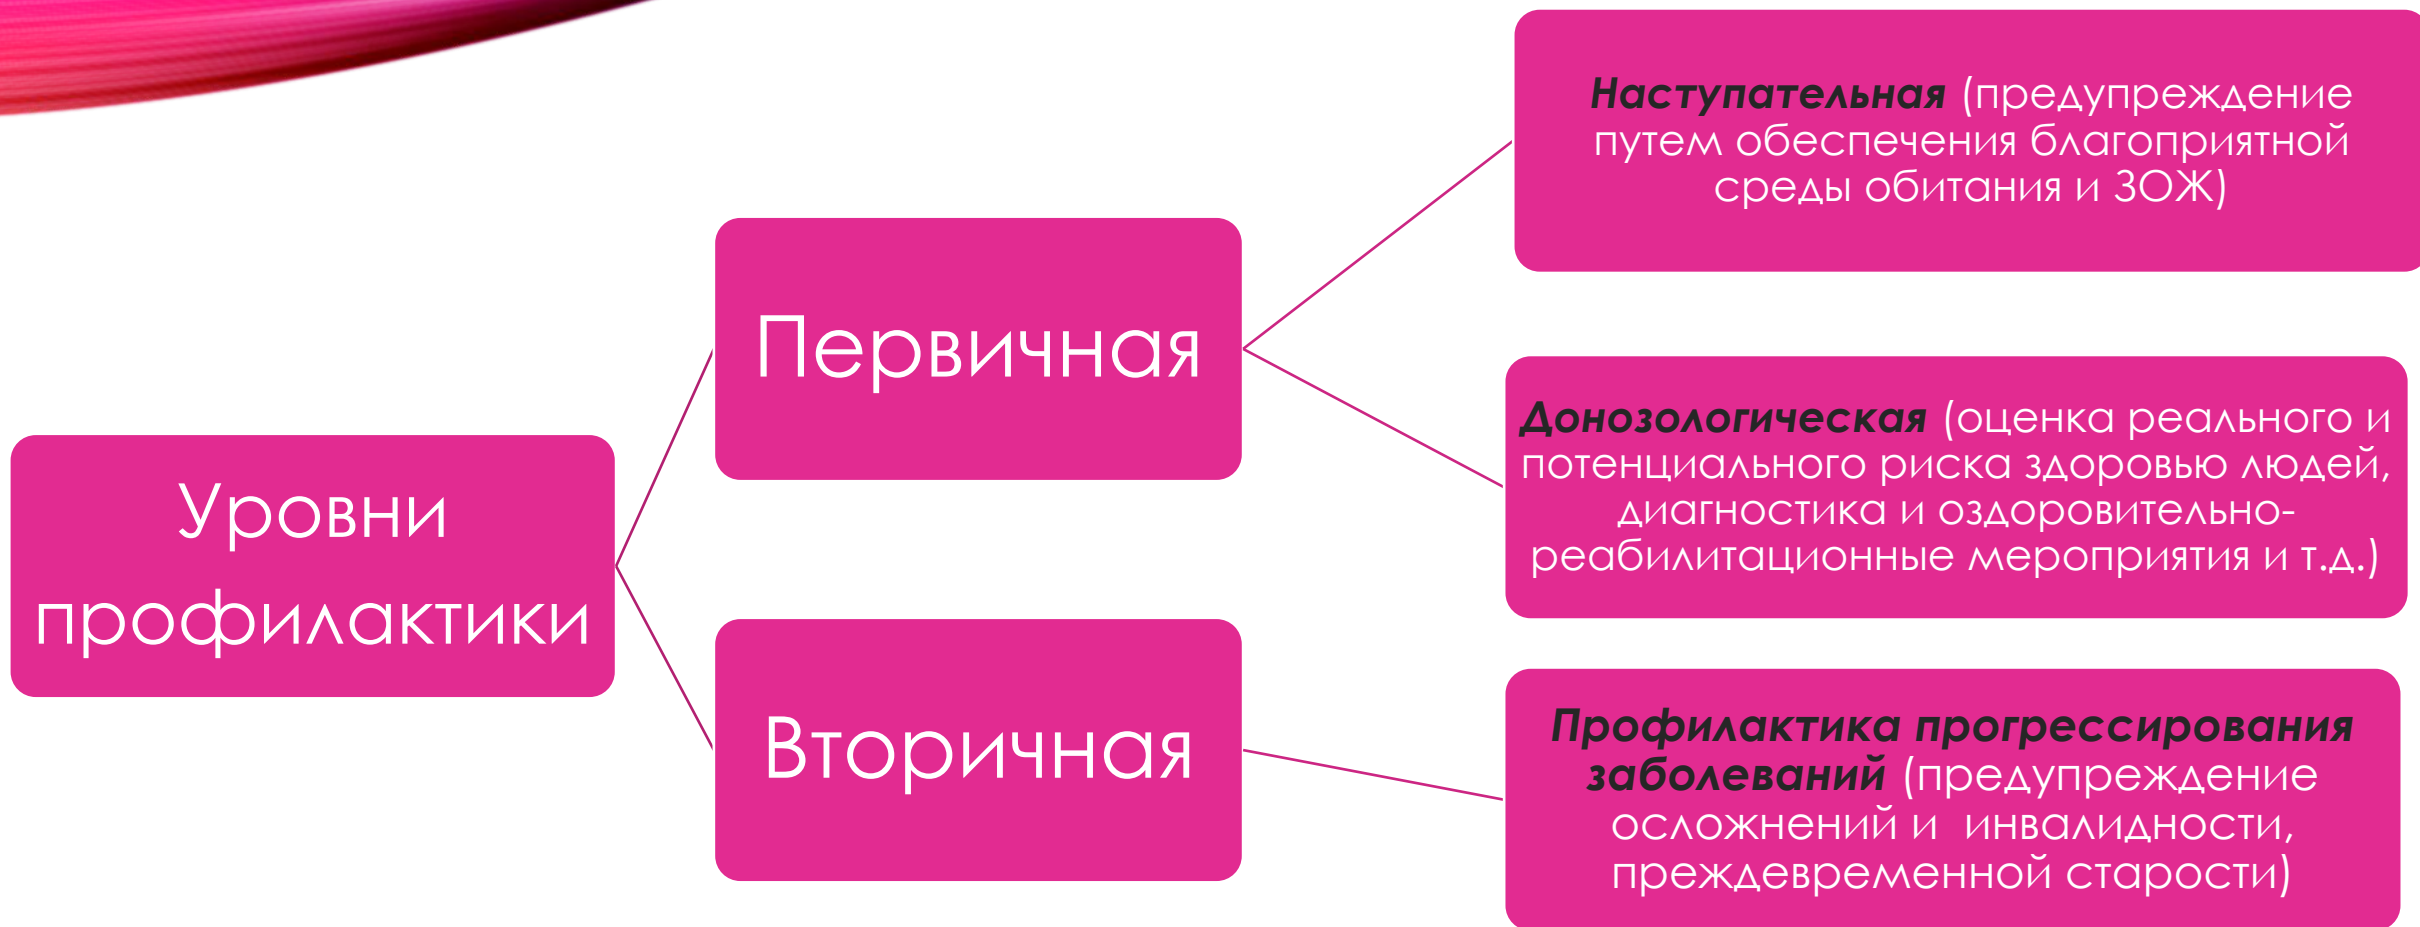 Уровни
профилактики
Первичная
Наступательная (предупреждение
путем обеспечения благоприятной
среды обитания и ЗОЖ)
Донозологическая (оценка реального и
потенциального риска здоровью людей,
диагностика и оздоровительно-
реабилитационные мероприятия и т.д.)
Вторичная
Профилактика прогрессирования
заболеваний (предупреждение
осложнений и  инвалидности,
преждевременной старости)